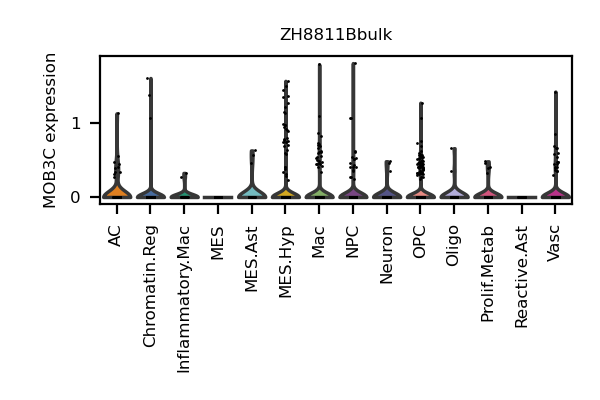 ZH8811Bbulk
MOB3C expression
1
0
AC
Chromatin.Reg
Inflammatory.Mac
MES
MES.Ast
MES.Hyp
Mac
NPC
Neuron
OPC
Oligo
Prolif.Metab
Reactive.Ast
Vasc